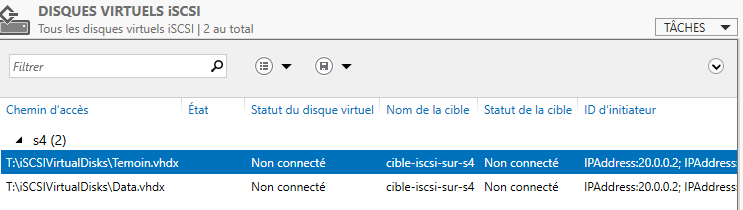 DISQUES VIRTUELS iSCSI
Tous les disques virtuels iSCSI | 2 au total
TÂCHES
Filtrer
Chemin d'accès État Statut du disque virtuel Nom de la cible Statut de la cible ID d'initiateur
s4 (2)
T:\iSCSIVirtualDisks\Temoin.vhdx Non connecté cible-iscsi-sur-s4 Non connecté IPAddress:20.0.0.2; IPAddress:
T:\iSCSIVirtualDisks\Data.vhdx Non connecté cible-iscsi-sur-s4 Non connecté IPAddress:20.0.0.2; IPAddress: